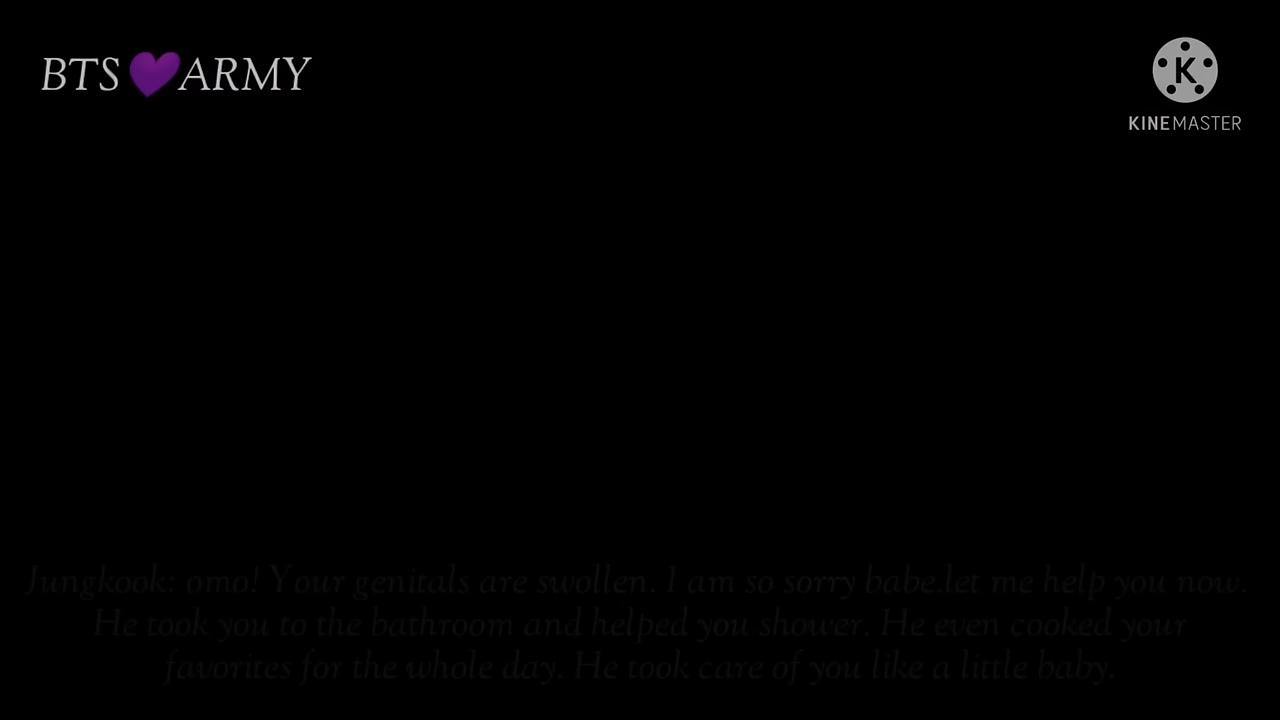 BTS 💜 ARMY
KINEMASTER
Jungkook: omo! Your genitals are swollen. I am so sorry babe.let me help you now.
He took you to the bathroom and helped you shower. He even cooked your
favorites for the whole day. He took care of you like a little baby.